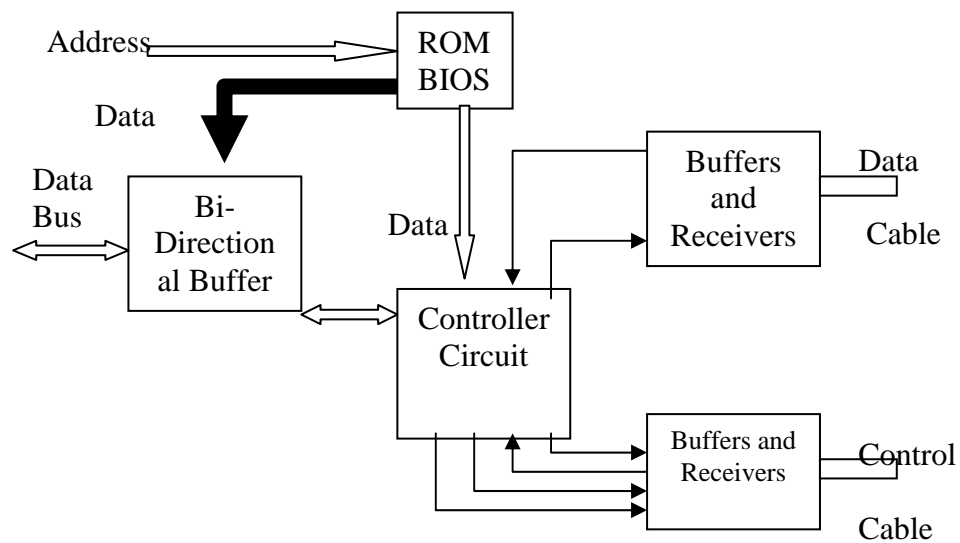 Address
ROM
BIOS
Data
Data
Bus
Bi-
Direction
al Buffer
Data
Buffers
and
Receivers
Data
Cable
Controller
Circuit
Buffers and
Receivers
Control
Cable